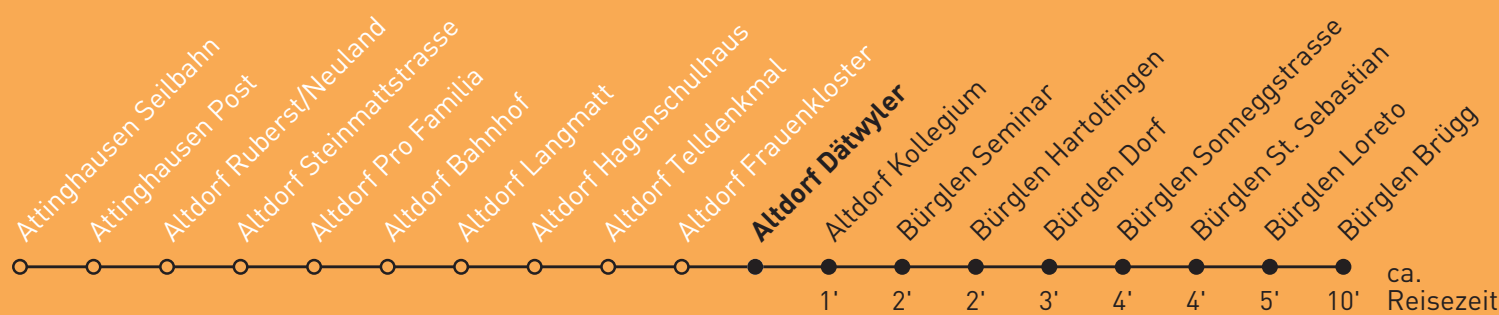 Attinghausen Seilbahn
Attinghausen Post
Altdorf Ruberst/Neuland
Altdorf Steinmattstrasse
Altdorf Pro Familia
Altdorf Bahnhof
Altdorf Langmatt
Altdorf Hagenschulhaus
Altdorf Telldenkmal
Altdorf Frauenkloster
Altdorf Dätwyler
Altdorf Kollegium
Bürglen Seminar
Bürglen Hartolfingen
Bürglen Dorf
Bürglen Sonneggstrasse
Bürglen St. Sebastian
Bürglen Loreto
Bürglen Brügg
1' 2' 2' 3' 4' 4' 5' 10'
ca.
Reisezeit